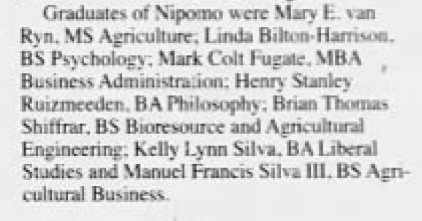 Graduates of Nipomo were Mary E. van
Ryn, MS Agriculture; Linda Bilton-Harrison,
BS Psychology; Mark Colt Fugate, MBA
Business Administration; Henry Stanley
Ruizmeeden, BA Philosophy; Brian Thomas
Shiffrar, BS Bioresource and Agricultural
Engineering; Kelly Lynn Silva, BA Liberal
Studies and Manuel Francis Silva III, BS Agri-
cultural Business.